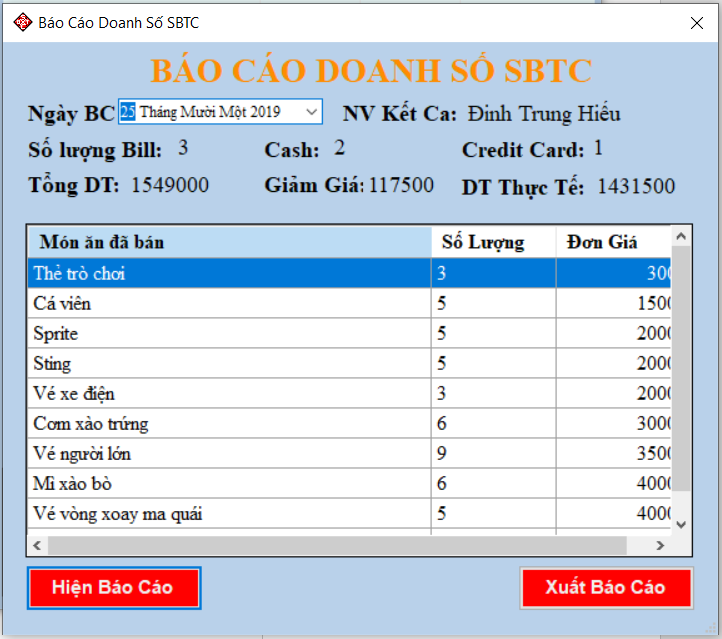 Báo Cáo Doanh Số SBTC
BÁO CÁO DOANH SỐ SBTC
Ngày BC 25 Tháng Mười Một 2019 NV Kết Ca: Đinh Trung Hiếu
Số lượng Bill: 3 Cash: 2 Credit Card: 1
Tổng DT: 1549000 Giảm Giá: 117500 DT Thực Tế: 1431500
Món ăn đã bán Số Lượng Đơn Giá
Thẻ trò chơi 3 300
Cá viên 5 1500
Sprite 5 2000
Sting 5 2000
Vé xe điện 3 2000
Cơm xào trứng 6 3000
Vé người lớn 9 3500
Mì xào bò 6 4000
Vé vòng xoay ma quái 5 4000
Hiện Báo Cáo Xuất Báo Cáo